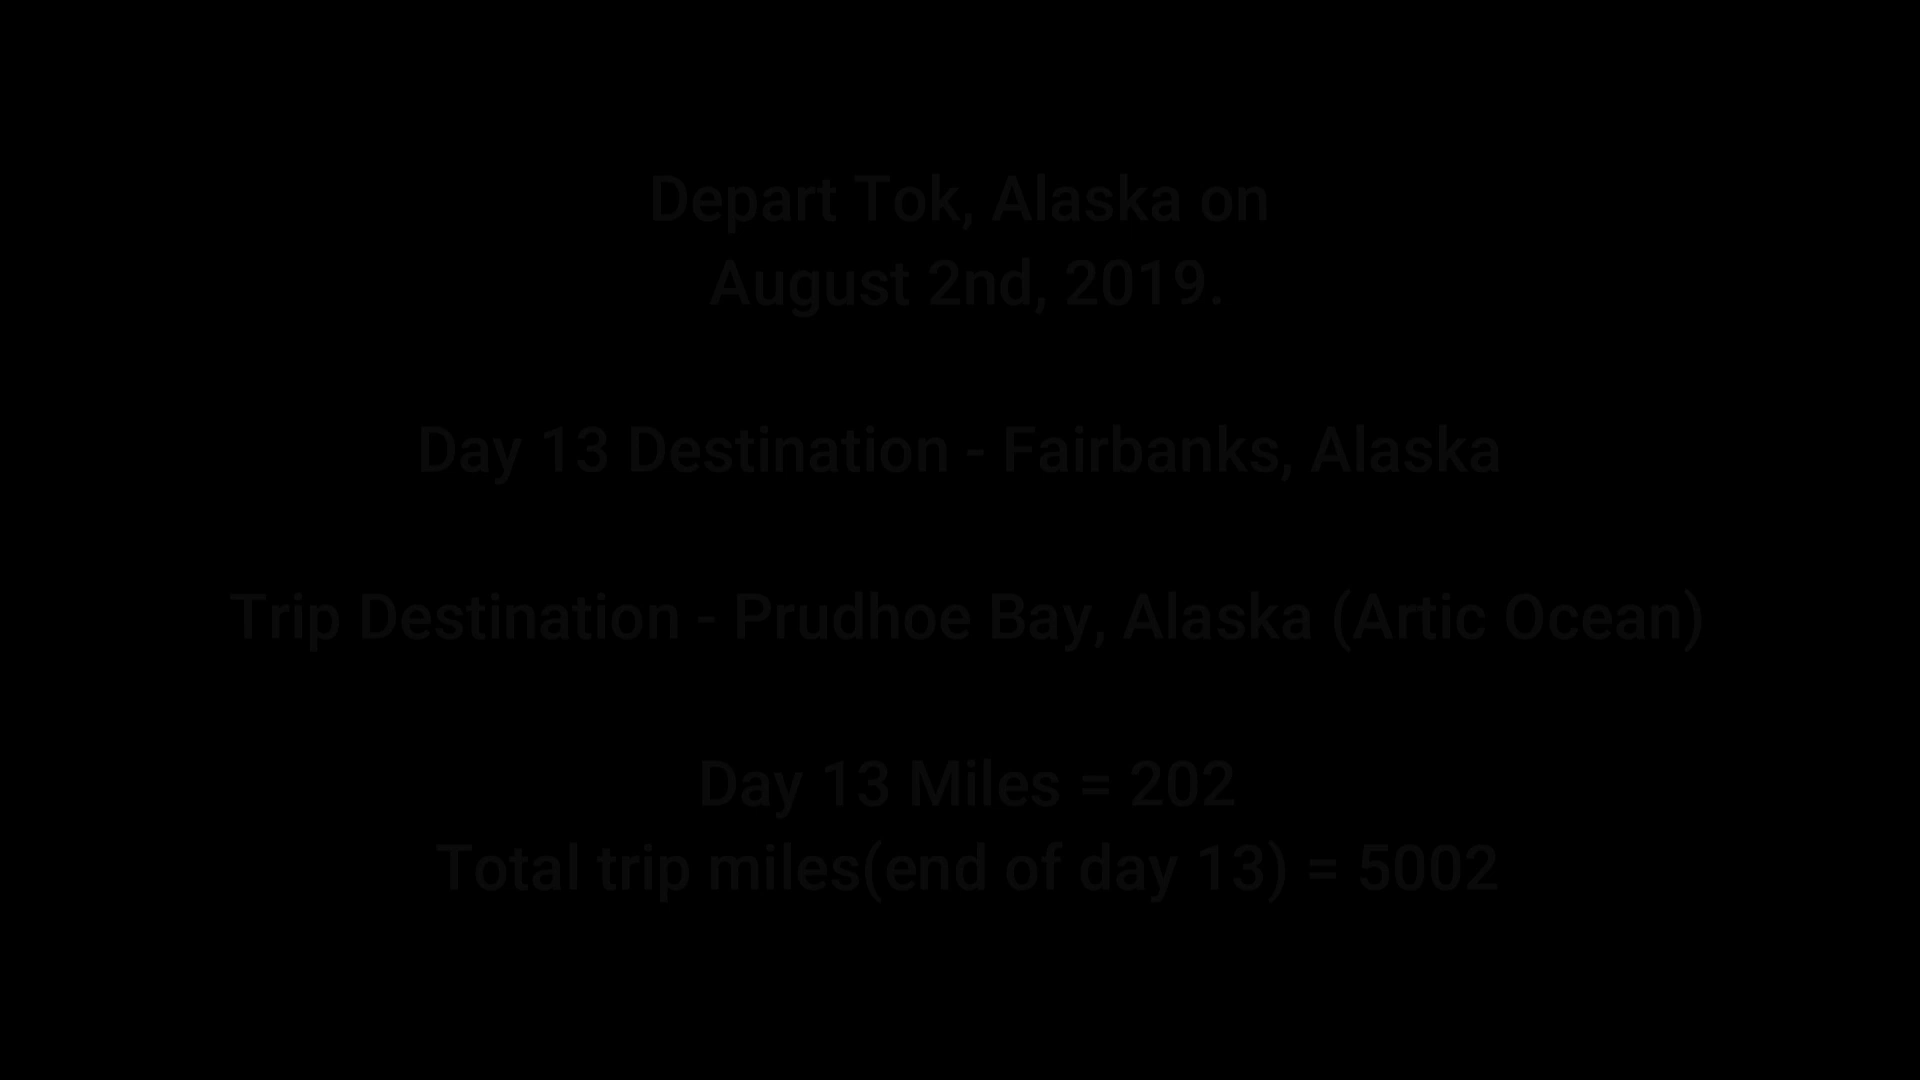 Depart Tok, Alaska on
August 2nd, 2019.
Day 13 Destination - Fairbanks, Alaska
Trip Destination - Prudhoe Bay, Alaska (Artic Ocean)
Day 13 Miles = 202
Total trip miles(end of day 13) = 5002